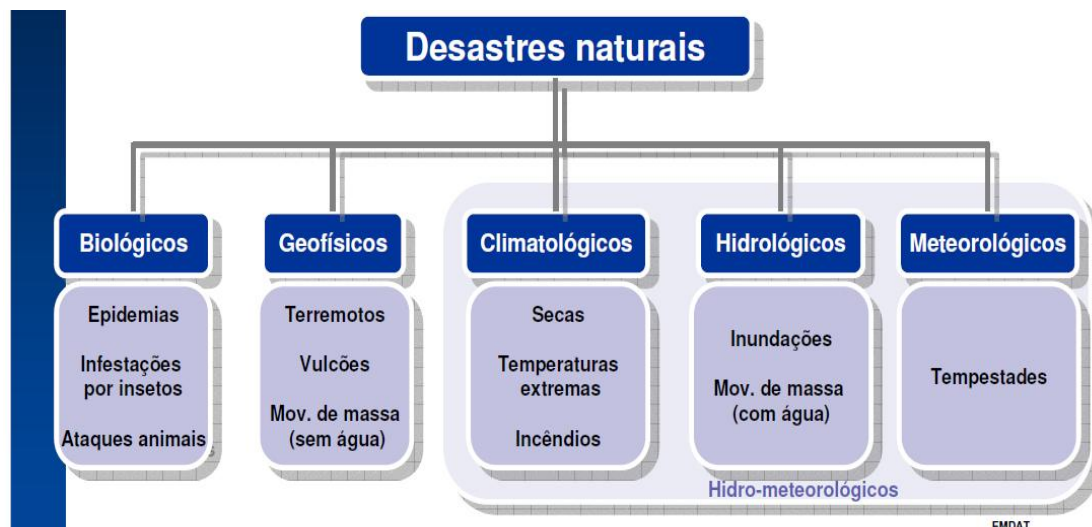 Desastres naturais
Biológicos
Epidemias
Infestações
por insetos
Ataques animais
Geofísicos
Terremotos
Vulcões
Mov. de massa
(sem água)
Climatológicos
Secas
Temperaturas
extremas
Incêndios
Hidrológicos
Inundações
Mov. de massa
(com água)
Meteorológicos
Tempestades
Hidro-meteorológicos
EMDAT